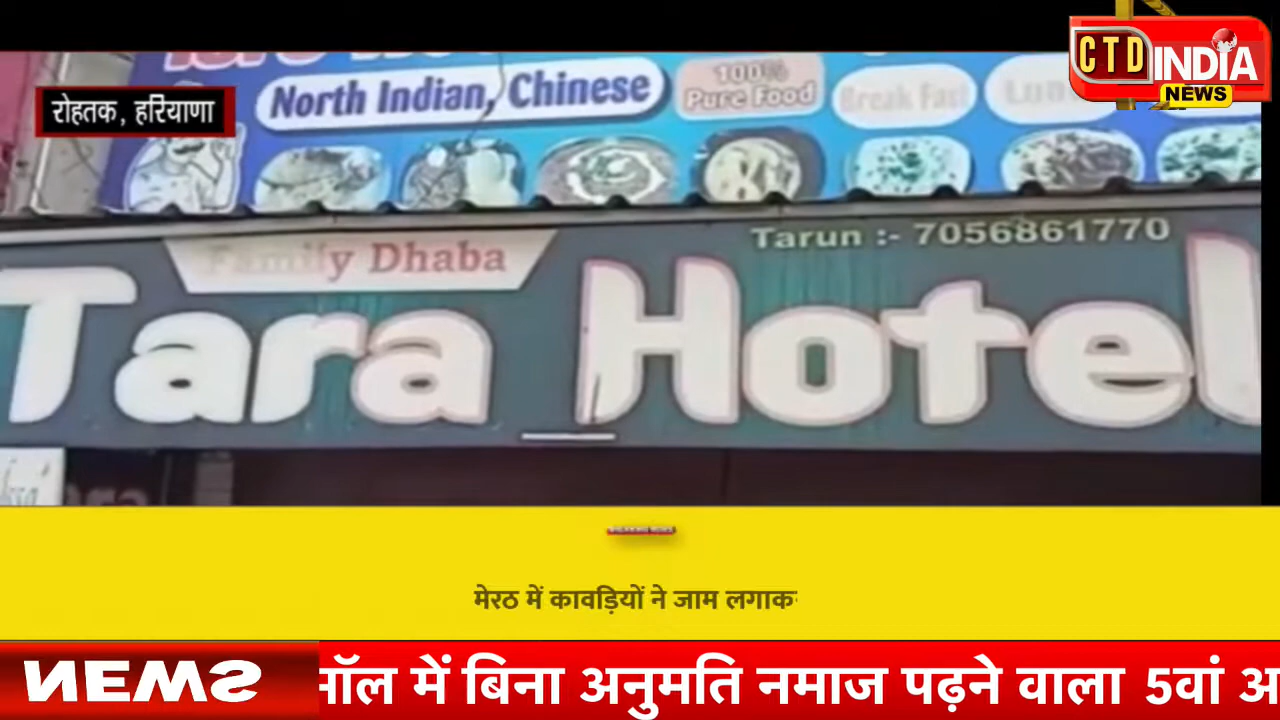 CTD INDIA
NEWS
रोहतक, हरियाणा
North Indian, Chinese
100%
Pure Food
Break Fast
Family Dhaba
Tarun :- 7056861770
Tara Hotel
मेरठ में कावड़ियों ने जाम लगाक
NEWS
मॉल में बिना अनुमति नमाज पढ़ने वाला 5वां अ